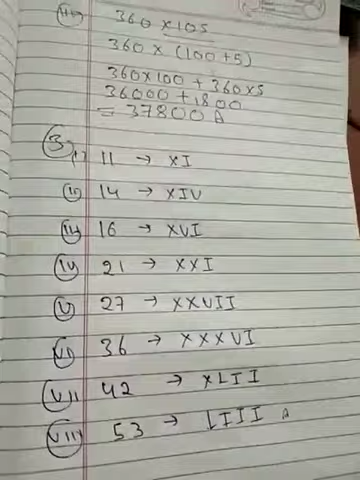 (iii) 360 × 105
360 × (100 + 5)
360 × 100 + 360 × 5
36000 + 1800
= 37800 A
3, i) 11 → XI
(ii) 14 → XIV
(iii) 16 → XVI
(iv) 21 → XXI
(v) 27 → XXVII
(vi) 36 → XXXVI
(vii) 42 → XLII
(viii) 53 → LIII A